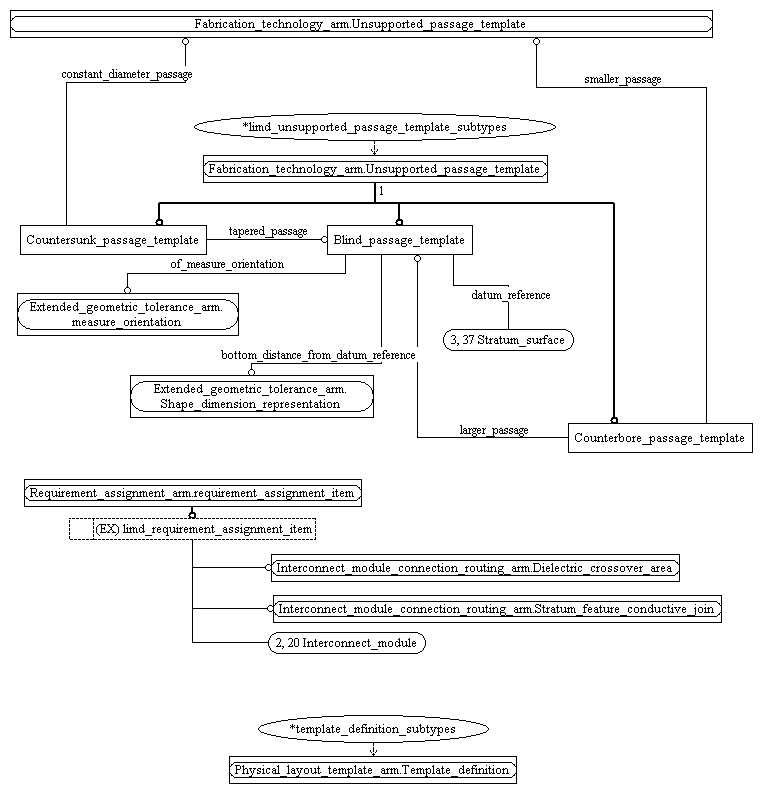 Fabrication_technology_arm.Unsupported_passage_template
constant_diameter_passage
smaller_passage
*limd_unsupported_passage_template_subtypes
Fabrication_technology_arm.Unsupported_passage_template
1
Countersunk_passage_template
tapered_passage
Blind_passage_template
of_measure_orientation
datum_reference
Extended_geometric_tolerance_arm.
measure_orientation
3, 37 Stratum_surface
bottom_distance_from_datum_reference
Extended_geometric_tolerance_arm.
Shape_dimension_representation
larger_passage
Counterbore_passage_template
Requirement_assignment_arm.requirement_assignment_item
(EX) limd_requirement_assignment_item
Interconnect_module_connection_routing_arm.Dielectric_crossover_area
Interconnect_module_connection_routing_arm.Stratum_feature_conductive_join
2, 20 Interconnect_module
*template_definition_subtypes
Physical_layout_template_arm.Template_definition